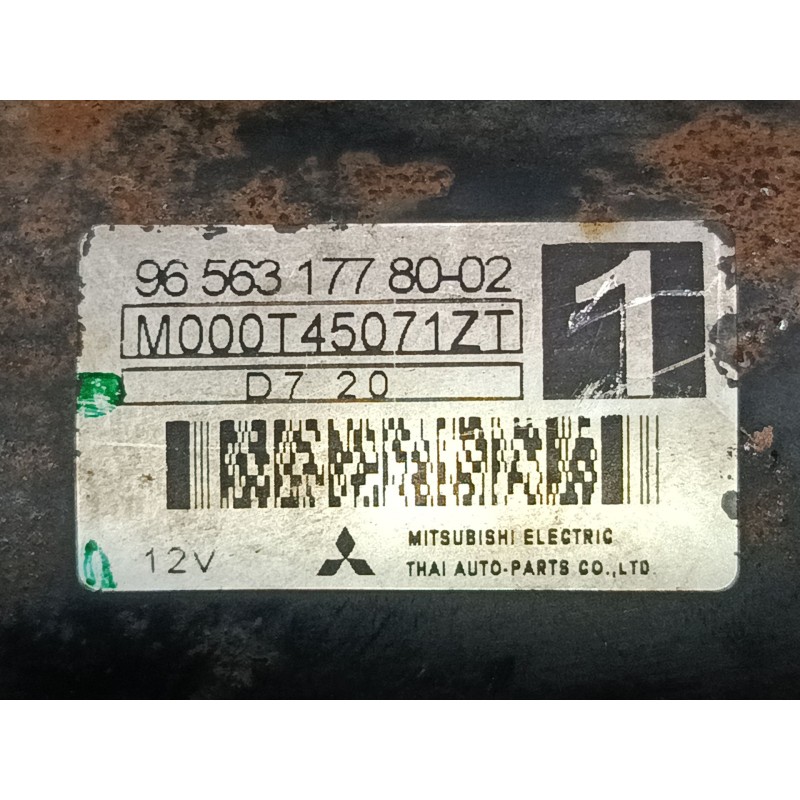 96 563 177 80-02
1
M000T45071ZT
D7 20
12V
MITSUBISHI ELECTRIC
THAI AUTO-PARTS CO.,LTD.